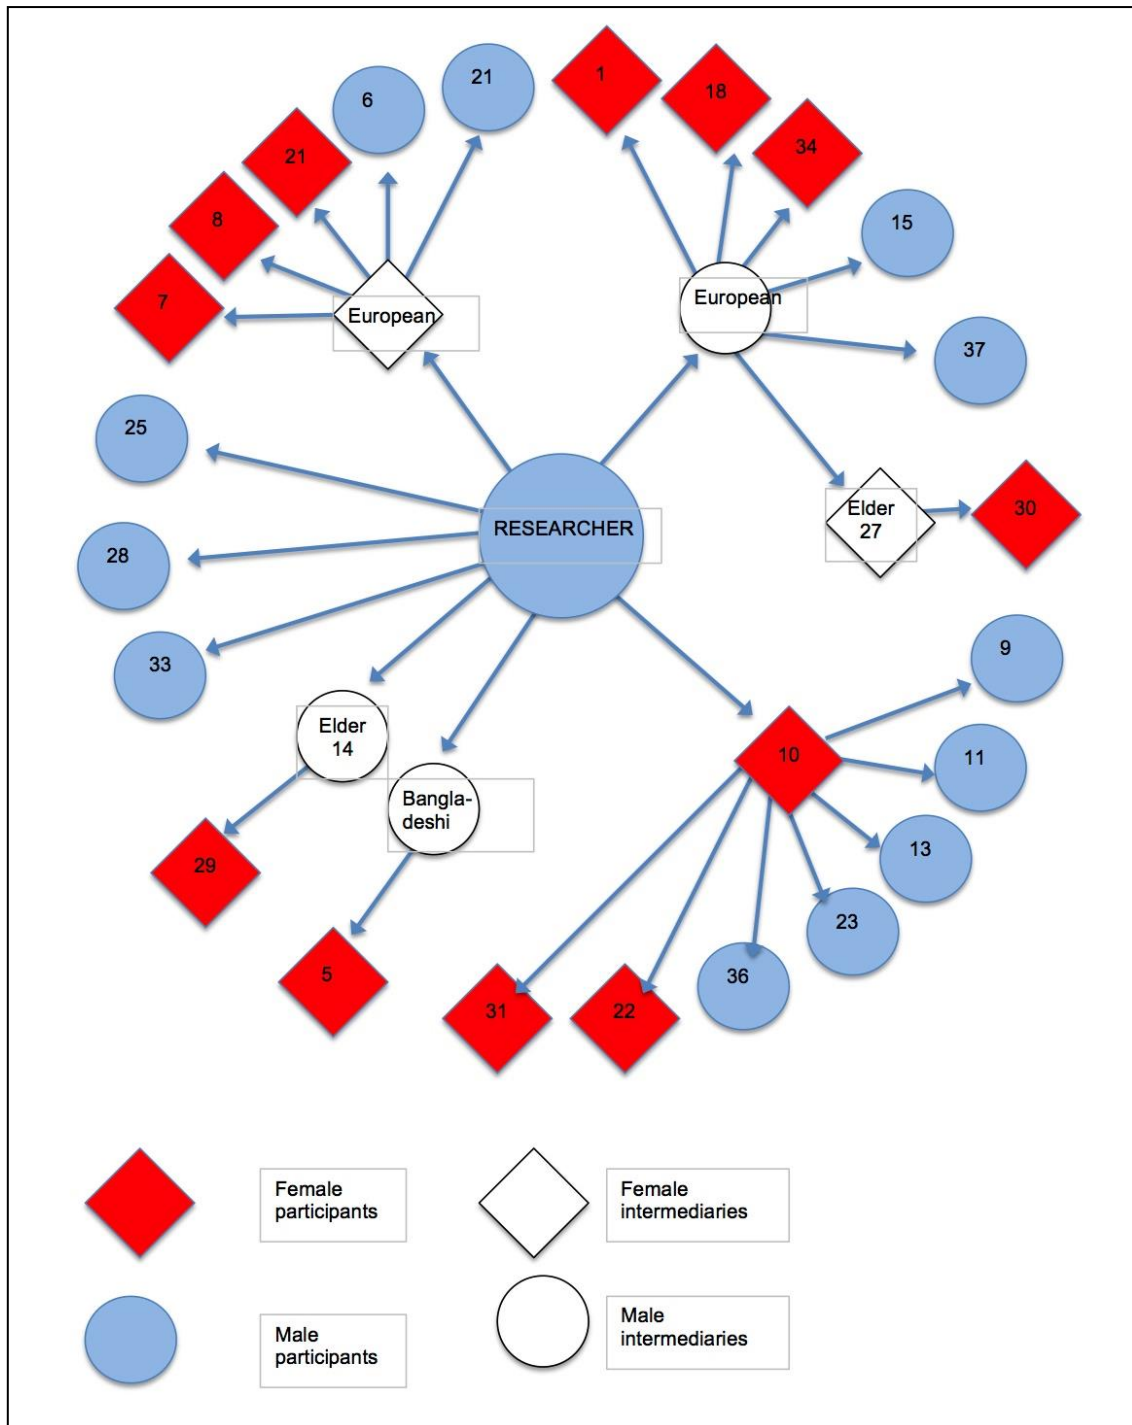 1
18
21
6
34
21
8
15
7
European
European
37
25
RESEARCHER
Elder
27
30
28
9
33
Elder
14
10
11
Bangla-
deshi
13
29
23
5
36
31
22
Female
participants
Female
intermediaries
Male
participants
Male
intermediaries